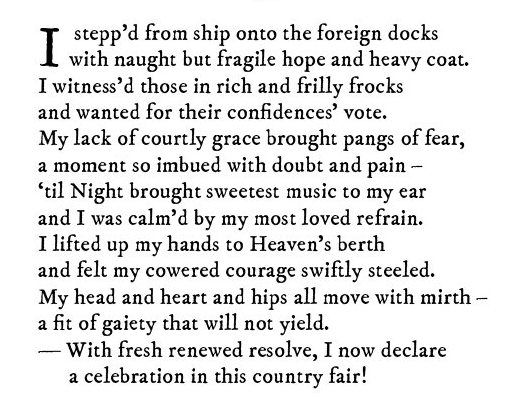 I stepp’d from ship onto the foreign docks
with naught but fragile hope and heavy coat.
I witness’d those in rich and frilly frocks
and wanted for their confidences’ vote.
My lack of courtly grace brought pangs of fear,
a moment so imbued with doubt and pain –
‘til Night brought sweetest music to my ear
and I was calm’d by my most loved refrain.
I lifted up my hands to Heaven’s berth
and felt my cowered courage swiftly steeled.
My head and heart and hips all move with mirth –
a fit of gaiety that will not yield.
— With fresh renewed resolve, I now declare
a celebration in this country fair!